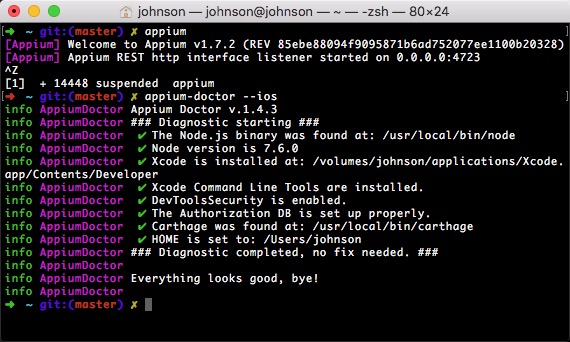 johnson — johnson@johnson — ~ — -zsh — 80×24
➜ ~ git:(master) ✗ appium
[Appium] Welcome to Appium v1.7.2 (REV 85ebe88094f9095871b6ad752077ee1100b20328)
[Appium] Appium REST http interface listener started on 0.0.0.0:4723
^Z
[1]  + 14448 suspended  appium
➜ ~ git:(master) ✗ appium-doctor --ios
info AppiumDoctor Appium Doctor v.1.4.3
info AppiumDoctor ### Diagnostic starting ###
info AppiumDoctor  ✔ The Node.js binary was found at: /usr/local/bin/node
info AppiumDoctor  ✔ Node version is 7.6.0
info AppiumDoctor  ✔ Xcode is installed at: /volumes/johnson/applications/Xcode.
app/Contents/Developer
info AppiumDoctor  ✔ Xcode Command Line Tools are installed.
info AppiumDoctor  ✔ DevToolsSecurity is enabled.
info AppiumDoctor  ✔ The Authorization DB is set up properly.
info AppiumDoctor  ✔ Carthage was found at: /usr/local/bin/carthage
info AppiumDoctor  ✔ HOME is set to: /Users/johnson
info AppiumDoctor ### Diagnostic completed, no fix needed. ###
info AppiumDoctor
info AppiumDoctor Everything looks good, bye!
info AppiumDoctor
➜ ~ git:(master) ✗